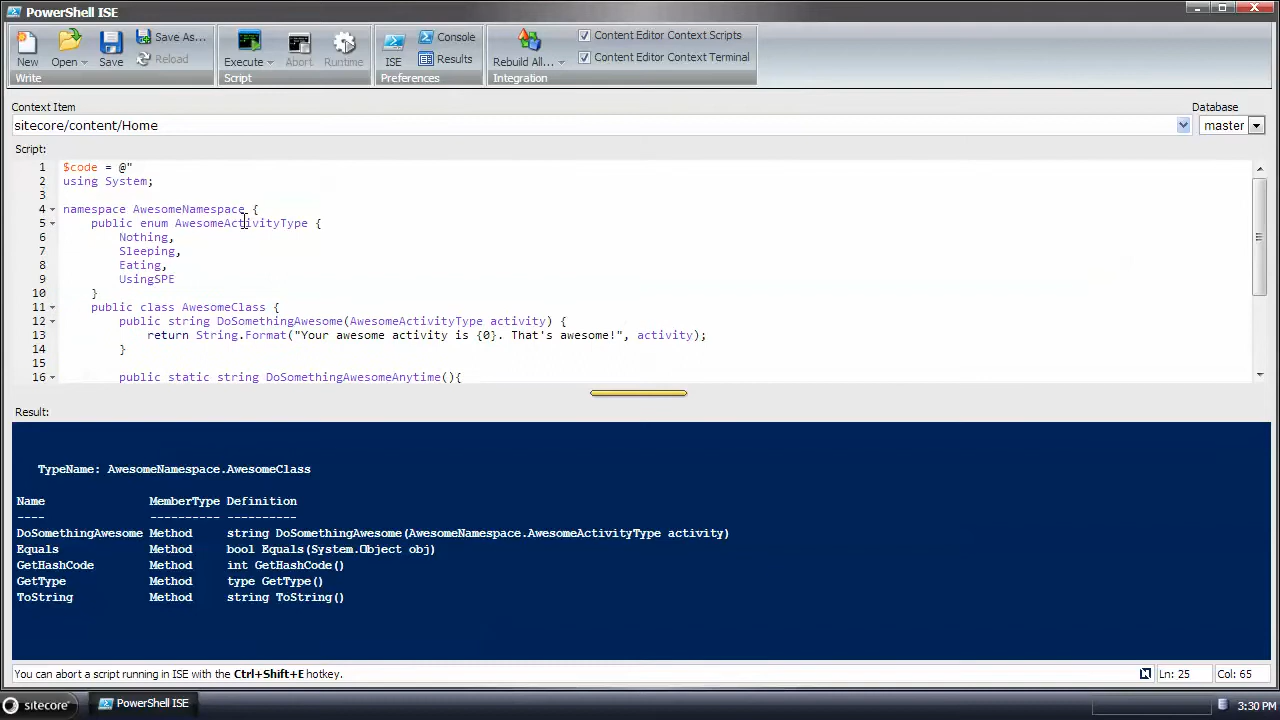 PowerShell ISE
New
Open
Save
Save As...
Reload
Write
Execute
Abort
Runtime
Script
ISE
Console
Results
Preferences
Rebuild All...
Content Editor Context Scripts
Content Editor Context Terminal
Integration
Context Item
Database
sitecore/content/Home
master
Script:
1 $code = @"
2 using System;
3
4 namespace AwesomeNamespace {
5 public enum AwesomeActivityType {
6 Nothing,
7 Sleeping,
8 Eating,
9 UsingSPE
10 }
11 public class AwesomeClass {
12 public string DoSomethingAwesome(AwesomeActivityType activity) {
13 return String.Format("Your awesome activity is {0}. That's awesome!", activity);
14 }
15
16 public static string DoSomethingAwesomeAnytime(){
Result:
TypeName: AwesomeNamespace.AwesomeClass
Name MemberType Definition
---- ---------- ----------
DoSomethingAwesome Method string DoSomethingAwesome(AwesomeNamespace.AwesomeActivityType activity)
Equals Method bool Equals(System.Object obj)
GetHashCode Method int GetHashCode()
GetType Method type GetType()
ToString Method string ToString()
You can abort a script running in ISE with the Ctrl+Shift+E hotkey.
Ln: 25
Col: 65
sitecore
PowerShell ISE
3:30 PM